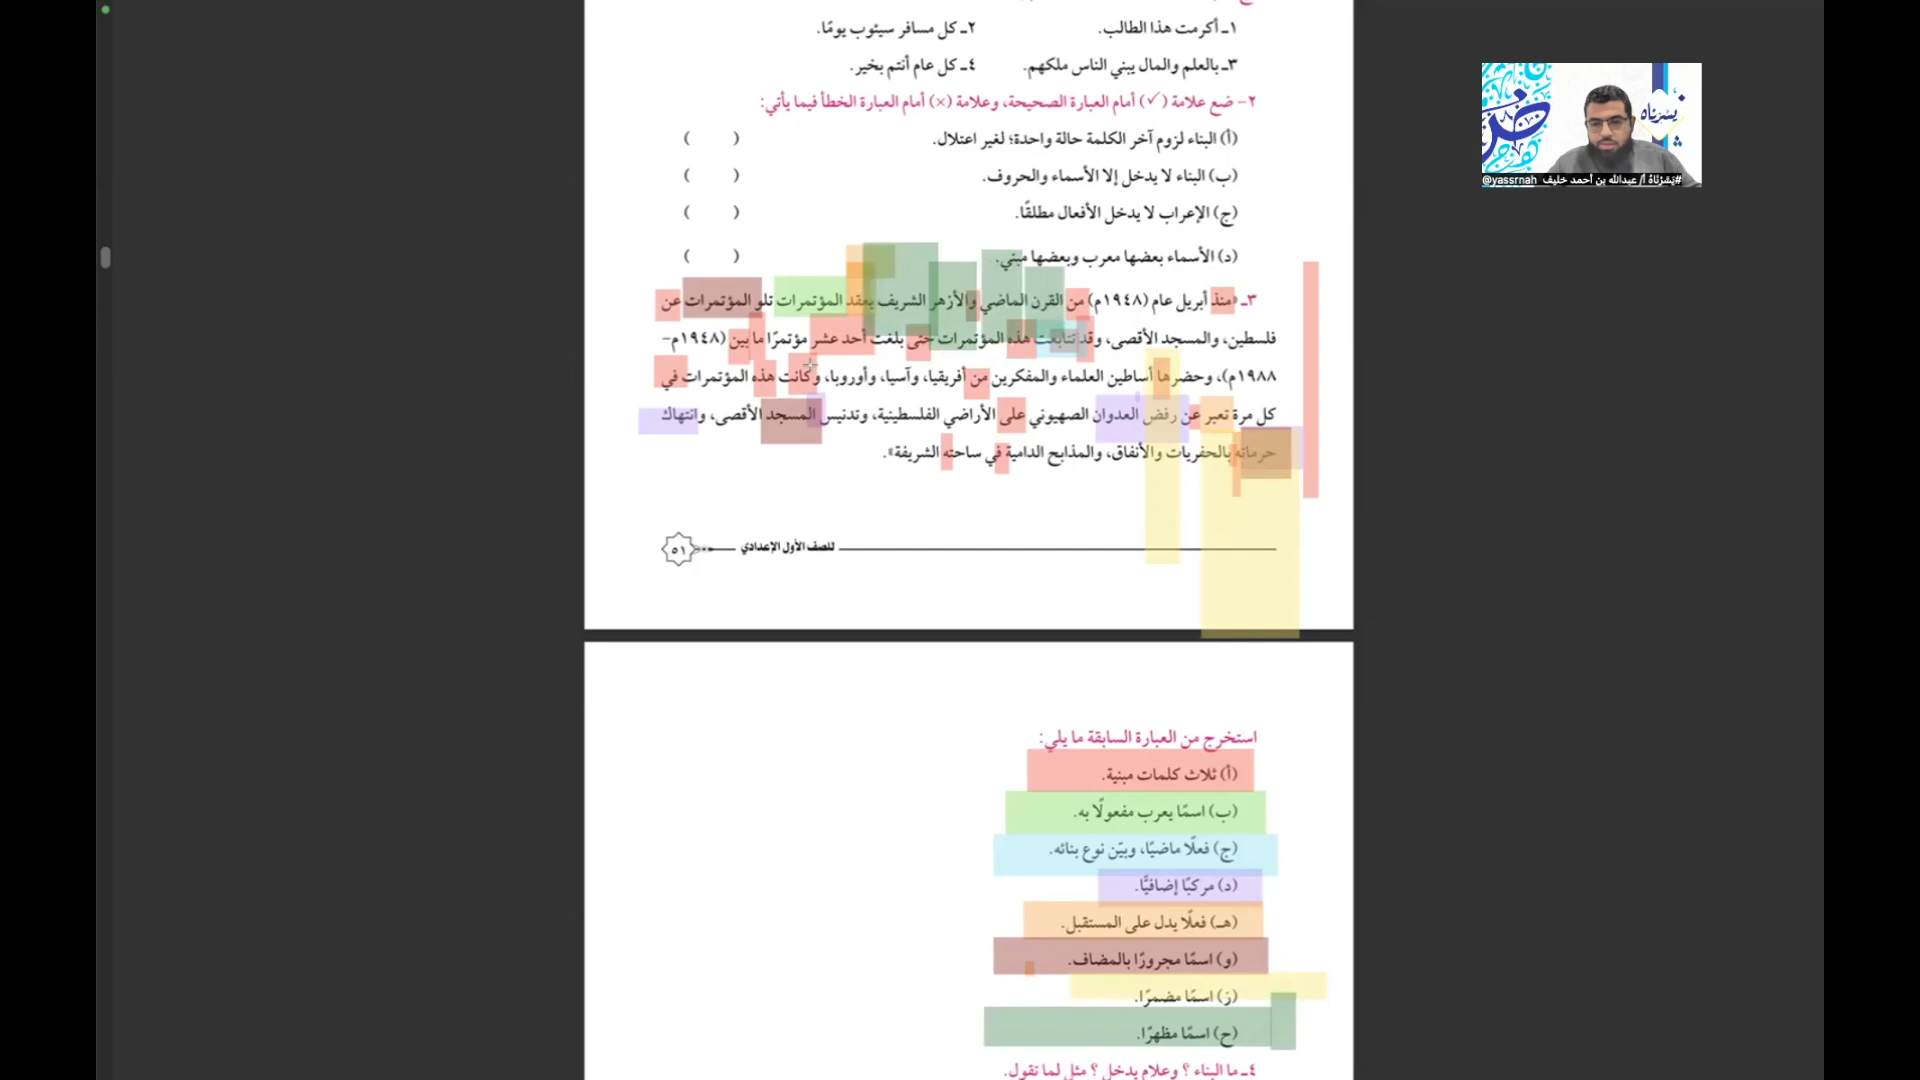 ١ـ أكرمت هذا الطالب. ٢ـ كل مسافر سيئوب يومًا.
٣ـ بالعلم والمال يبني الناس ملكهم. ٤ـ كل عام أنتم بخير.
٢- ضع علامة (✓) أمام العبارة الصحيحة، وعلامة (×) أمام العبارة الخطأ فيما يأتي:
(أ) البناء لزوم آخر الكلمة حالة واحدة؛ لغير اعتلال. ( )
(ب) البناء لا يدخل إلا الأسماء والحروف. ( )
(ج) الإعراب لا يدخل الأفعال مطلقًا. ( )
(د) الأسماء بعضها معرب وبعضها مبني. ( )
٣ـ «منذ أبريل عام (١٩٤٨م) من القرن الماضي والأزهر الشريف يعقد المؤتمرات تلو المؤتمرات عن
فلسطين، والمسجد الأقصى، وقد تتابعت هذه المؤتمرات حتى بلغت أحد عشر مؤتمرًا ما بين (١٩٤٨م-
١٩٨٨م)، وحضرها أساطين العلماء والمفكرين من أفريقيا، وآسيا، وأوروبا، وكانت هذه المؤتمرات في
كل مرة تعبر عن رفض العدوان الصهيوني على الأراضي الفلسطينية، وتدنيس المسجد الأقصى، وانتهاك
حرماته بالحفريات والأنفاق، والمذابح الدامية في ساحته الشريفة».
للصف الأول الإعدادي
٥١
استخرج من العبارة السابقة ما يلي:
(أ) ثلاث كلمات مبنية.
(ب) اسمًا يعرب مفعولًا به.
(ج) فعلًا ماضيًا، وبيّن نوع بنائه.
(د) مركبًا إضافيًّا.
(هـ) فعلًا يدل على المستقبل.
(و) اسمًا مجرورًا بالمضاف.
(ز) اسمًا مضمرًا.
(ح) اسمًا مظهرًا.
٤ـ ما البناء ؟ وعلام يدخل ؟ مثل لما تقول.
يسرناه
#يَسَّرْنَاهُ أ/ عبدالله بن أحمد خليف @yassrnah